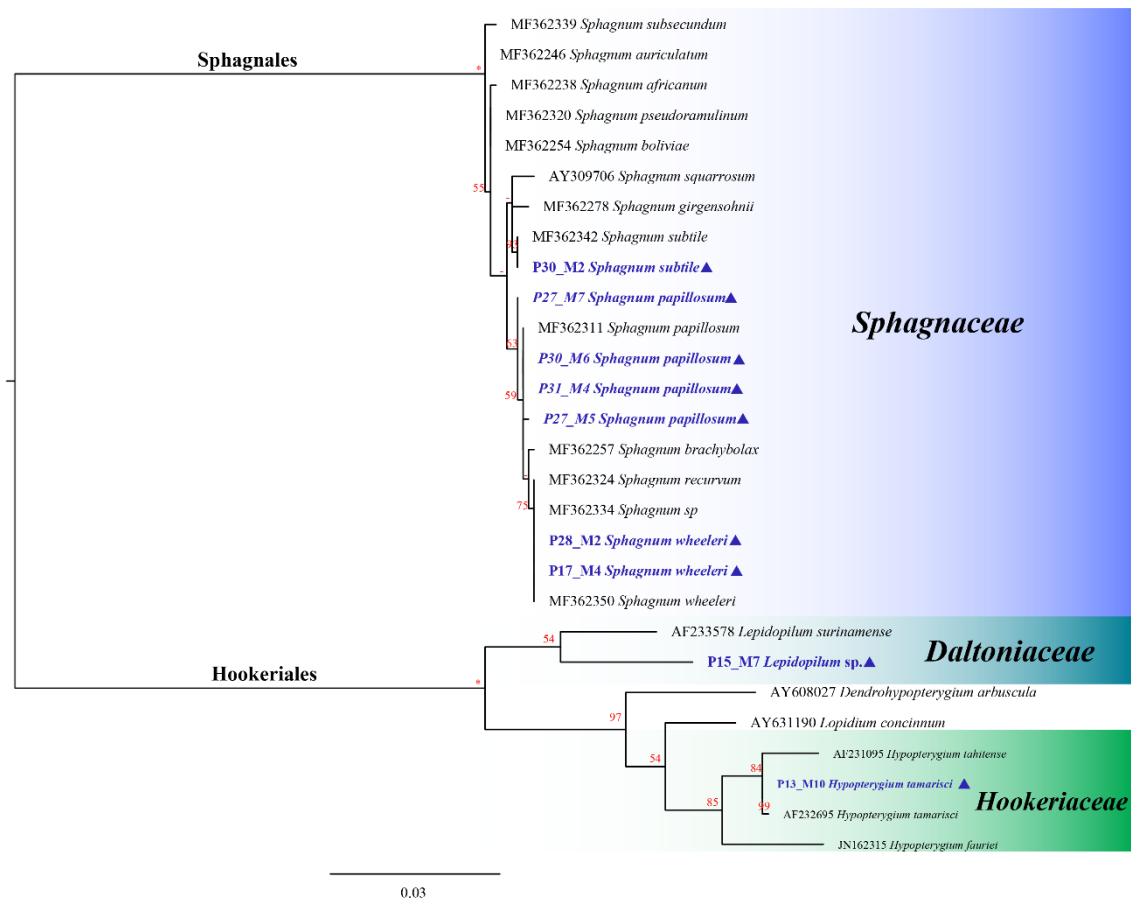 MF362339 Sphagnum subsecundum
Sphagnales
MF362246 Sphagnum auriculatum
*
MF362238 Sphagnum africanum
MF362320 Sphagnum pseudoramulinum
MF362254 Sphagnum boliviae
55
AY309706 Sphagnum squarrosum
-
MF362278 Sphagnum girgensohnii
MF362342 Sphagnum subtile
93
P30_M2 Sphagnum subtile▲
-
P27_M7 Sphagnum papillosum▲
Sphagnaceae
MF362311 Sphagnum papillosum
63
P30_M6 Sphagnum papillosum▲
P31_M4 Sphagnum papillosum▲
59
P27_M5 Sphagnum papillosum▲
MF362257 Sphagnum brachybolax
-
MF362324 Sphagnum recurvum
75
MF362334 Sphagnum sp
P28_M2 Sphagnum wheeleri▲
P17_M4 Sphagnum wheeleri▲
MF362350 Sphagnum wheeleri
54
AF233578 Lepidopilum surinamense
Daltoniaceae
P15_M7 Lepidopilum sp.▲
Hookeriales
*
AY608027 Dendrohypopterygium arbuscula
97
AY631190 Lopidium concinnum
54
AF231095 Hypopterygium tahitense
84
P13_M10 Hypopterygium tamarisci ▲
Hookeriaceae
85
99
AF232695 Hypopterygium tamarisci
JN162315 Hypopterygium fauriei
0,03